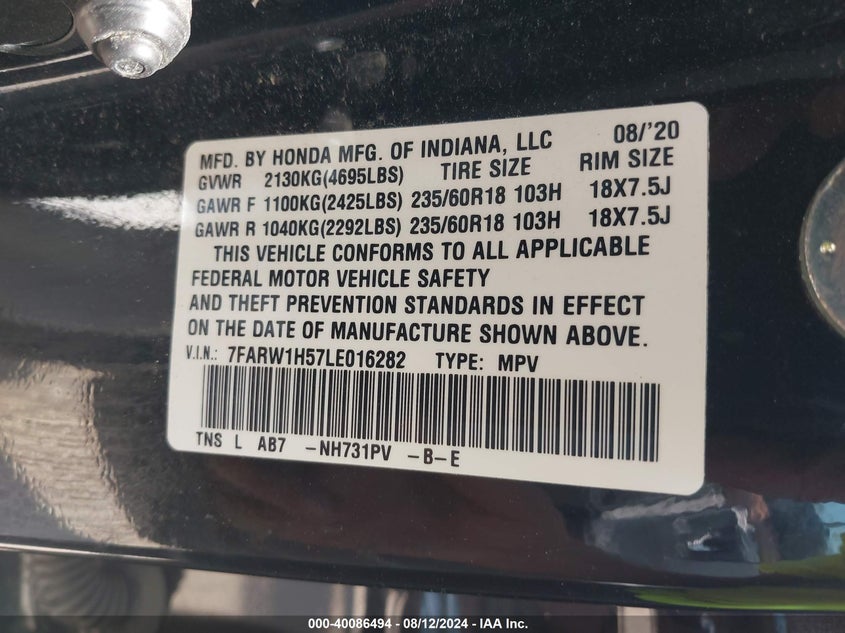 MFD. BY HONDA MFG. OF INDIANA, LLC 08/'20
GVWR 2130KG(4695LBS) TIRE SIZE RIM SIZE
GAWR F 1100KG(2425LBS) 235/60R18 103H 18X7.5J
GAWR R 1040KG(2292LBS) 235/60R18 103H 18X7.5J
THIS VEHICLE CONFORMS TO ALL APPLICABLE
FEDERAL MOTOR VEHICLE SAFETY
AND THEFT PREVENTION STANDARDS IN EFFECT
ON THE DATE OF MANUFACTURE SHOWN ABOVE.
V.I.N.: 7FARW1H57LE016282 TYPE: MPV
TNS L AB7 -NH731PV -B-E
000-40086494 - 08/12/2024 - IAA Inc.